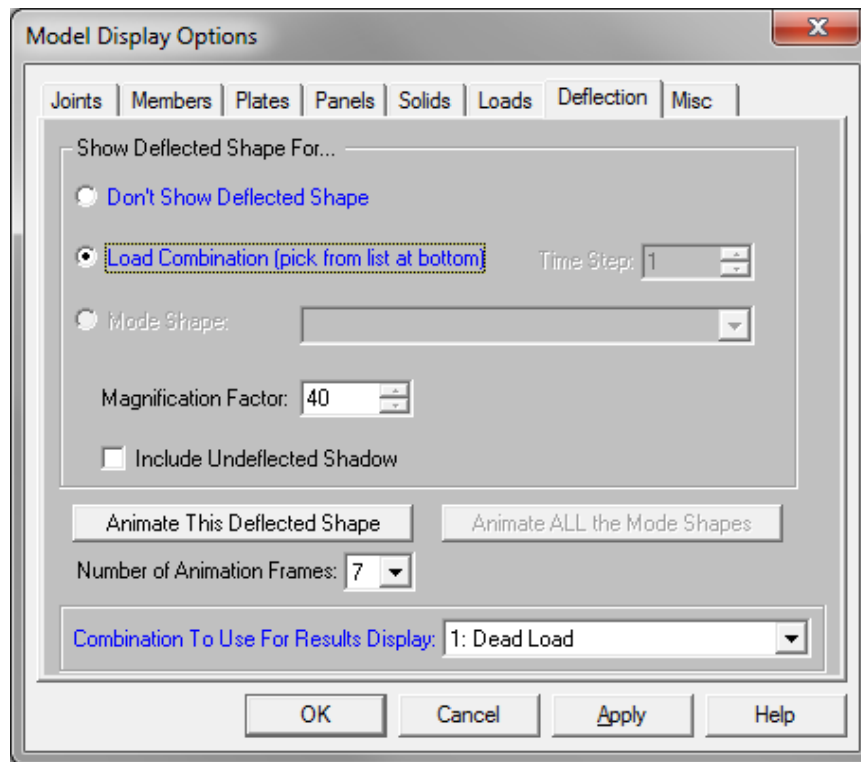 Model Display Options
Joints Members Plates Panels Solids Loads Deflection Misc
Show Deflected Shape For...
Don't Show Deflected Shape
Load Combination (pick from list at bottom) Time Step: 1
Mode Shape:
Magnification Factor: 40
Include Undeflected Shadow
Animate This Deflected Shape Animate ALL the Mode Shapes
Number of Animation Frames: 7
Combination To Use For Results Display: 1: Dead Load
OK Cancel Apply Help